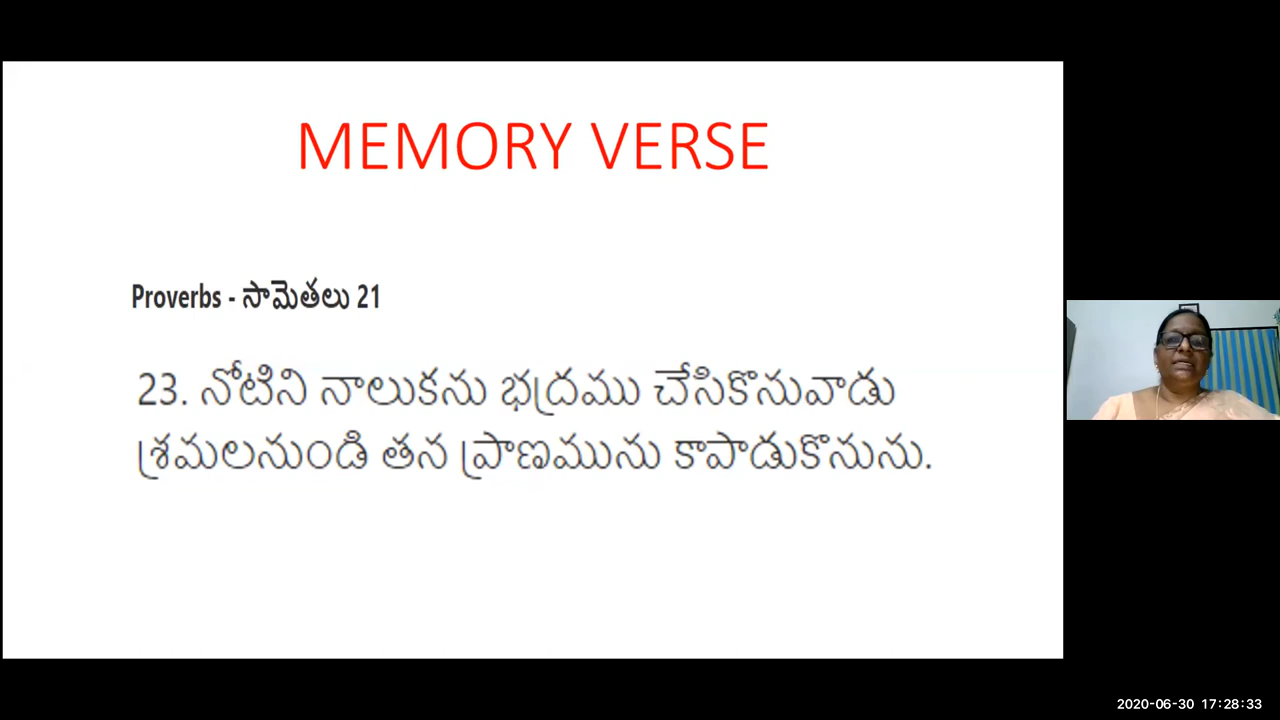 MEMORY VERSE
Proverbs - సామెతలు 21
23. నోటిని నాలుకను భద్రము చేసికొనువాడు
శ్రమలనుండి తన ప్రాణమును కాపాడుకొనును.
2020-06-30 17:28:33